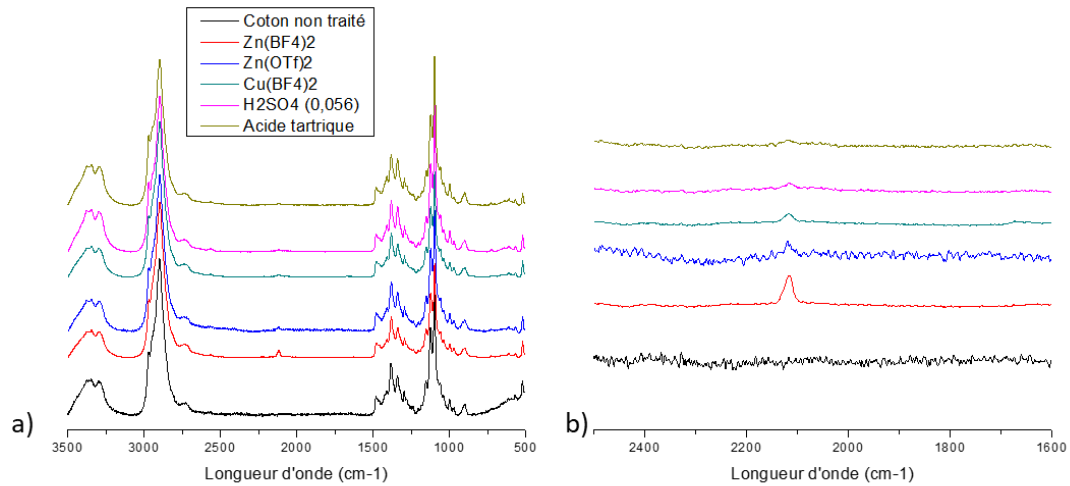 Coton non traité
Zn(BF4)2
Zn(OTf)2
Cu(BF4)2
H2SO4 (0,056)
Acide tartrique
a)
3500 3000 2500 2000 1500 1000 500
Longueur d'onde (cm-1)
b)
2400 2200 2000 1800 1600
Longueur d'onde (cm-1)